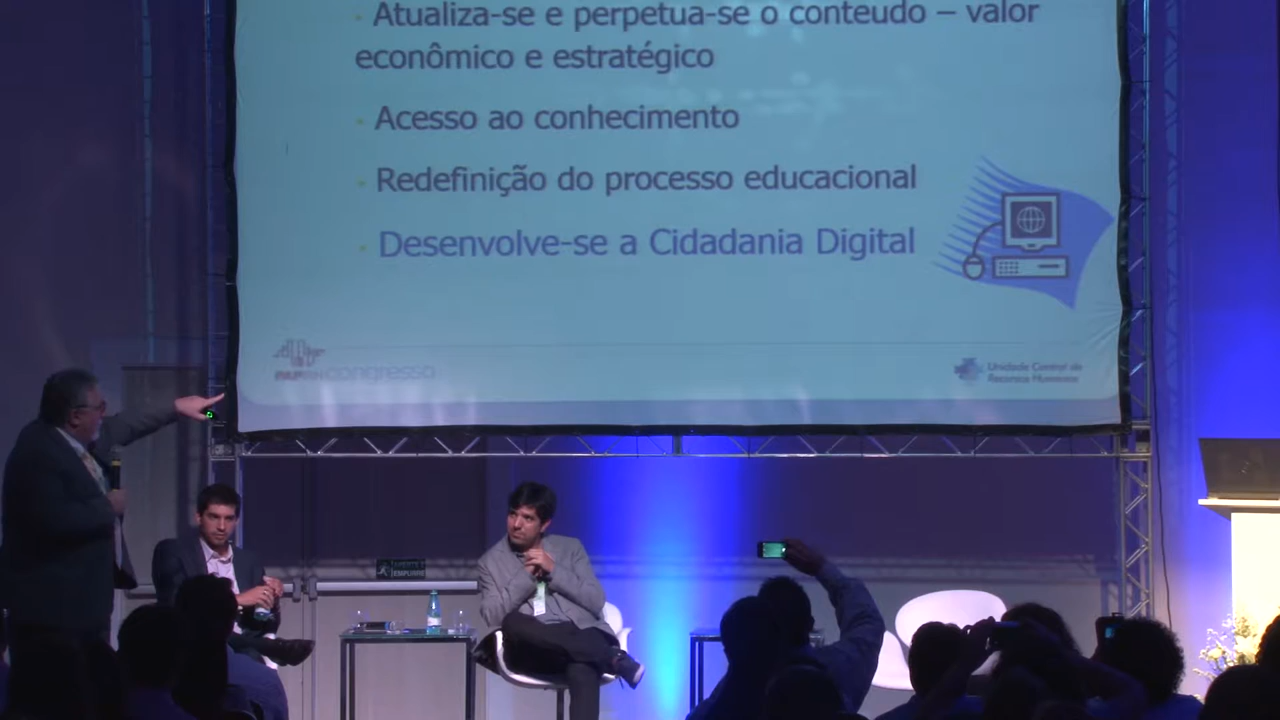 Atualiza-se e perpetua-se o conteudo – valor
econômico e estratégico
Acesso ao conhecimento
Redefinição do processo educacional
Desenvolve-se a Cidadania Digital
congresso
Unidade Central de
Recursos Humanos
EMPURRE